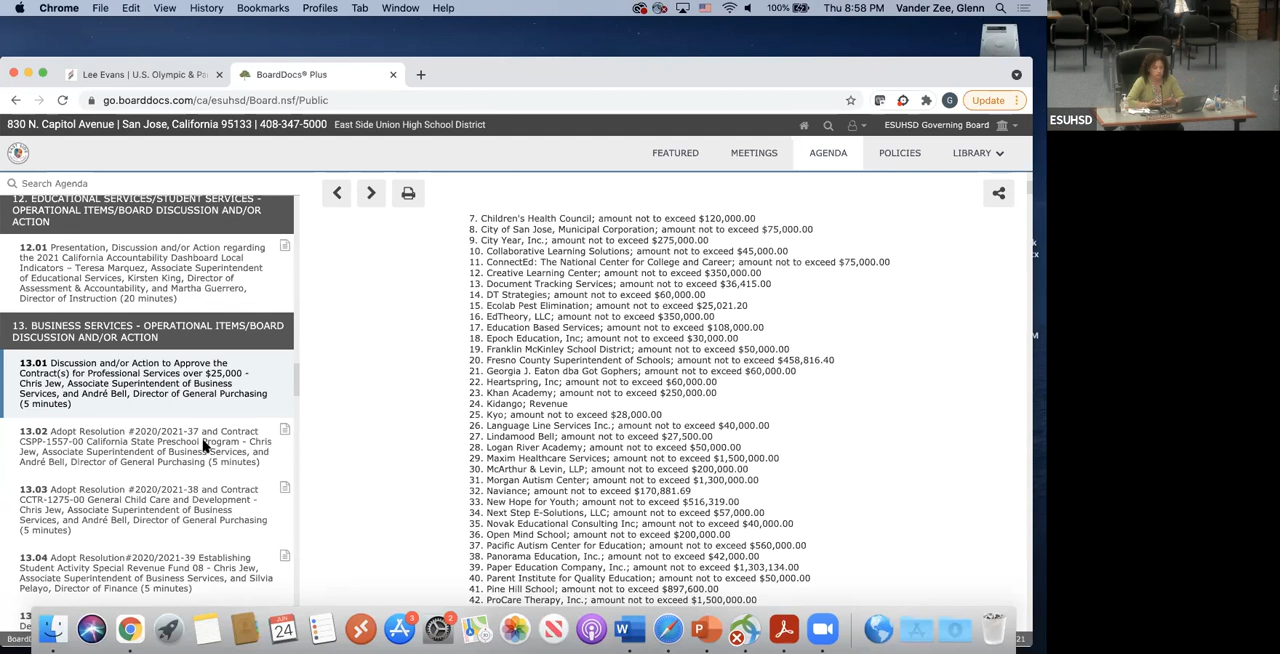 Chrome File Edit View History Bookmarks Profiles Tab Window Help
100% Thu 8:58 PM Vander Zee, Glenn
Lee Evans | U.S. Olympic & Pa
BoardDocs® Plus
go.boarddocs.com/ca/esuhsd/Board.nsf/Public
G
Update
830 N. Capitol Avenue | San Jose, California 95133 | 408-347-5000 East Side Union High School District
ESUHSD Governing Board
FEATURED MEETINGS AGENDA POLICIES LIBRARY
Search Agenda
12. EDUCATIONAL SERVICES/STUDENT SERVICES -
OPERATIONAL ITEMS/BOARD DISCUSSION AND/OR
ACTION
12.01 Presentation, Discussion and/or Action regarding
the 2021 California Accountability Dashboard Local
Indicators – Teresa Marquez, Associate Superintendent
of Educational Services, Kirsten King, Director of
Assessment & Accountability, and Martha Guerrero,
Director of Instruction (20 minutes)
13. BUSINESS SERVICES - OPERATIONAL ITEMS/BOARD
DISCUSSION AND/OR ACTION
13.01 Discussion and/or Action to Approve the
Contract(s) for Professional Services over $25,000 -
Chris Jew, Associate Superintendent of Business
Services, and André Bell, Director of General Purchasing
(5 minutes)
13.02 Adopt Resolution #2020/2021-37 and Contract
CSPP-1557-00 California State Preschool Program - Chris
Jew, Associate Superintendent of Business Services, and
André Bell, Director of General Purchasing (5 minutes)
13.03 Adopt Resolution #2020/2021-38 and Contract
CCTR-1275-00 General Child Care and Development -
Chris Jew, Associate Superintendent of Business
Services, and André Bell, Director of General Purchasing
(5 minutes)
13.04 Adopt Resolution#2020/2021-39 Establishing
Student Activity Special Revenue Fund 08 - Chris Jew,
Associate Superintendent of Business Services, and Silvia
Pelayo, Director of Finance (5 minutes)
7. Children's Health Council; amount not to exceed $120,000.00
8. City of San Jose, Municipal Corporation; amount not to exceed $75,000.00
9. City Year, Inc.; amount not to exceed $275,000.00
10. Collaborative Learning Solutions; amount not to exceed $45,000.00
11. ConnectEd: The National Center for College and Career; amount not to exceed $75,000.00
12. Creative Learning Center; amount not to exceed $350,000.00
13. Document Tracking Services; amount not to exceed $36,415.00
14. DT Strategies; amount not to exceed $60,000.00
15. Ecolab Pest Elimination; amount not to exceed $25,021.20
16. EdTheory, LLC; amount not to exceed $350,000.00
17. Education Based Services; amount not to exceed $108,000.00
18. Epoch Education, Inc; amount not to exceed $30,000.00
19. Franklin McKinley School District; amount not to exceed $50,000.00
20. Fresno County Superintendent of Schools; amount not to exceed $458,816.40
21. Georgia J. Eaton dba Got Gophers; amount not to exceed $60,000.00
22. Heartspring, Inc; amount not to exceed $60,000.00
23. Khan Academy; amount not to exceed $250,000.00
24. Kidango; Revenue
25. Kyo; amount not to exceed $28,000.00
26. Language Line Services Inc.; amount not to exceed $40,000.00
27. Lindamood Bell; amount not to exceed $27,500.00
28. Logan River Academy; amount not to exceed $50,000.00
29. Maxim Healthcare Services; amount not to exceed $1,500,000.00
30. McArthur & Levin, LLP; amount not to exceed $200,000.00
31. Morgan Autism Center; amount not to exceed $1,300,000.00
32. Naviance; amount not to exceed $170,881.69
33. New Hope for Youth; amount not to exceed $516,319.00
34. Next Step E-Solutions, LLC; amount not to exceed $57,000.00
35. Novak Educational Consulting Inc; amount not to exceed $40,000.00
36. Open Mind School; amount not to exceed $200,000.00
37. Pacific Autism Center for Education; amount not to exceed $560,000.00
38. Panorama Education, Inc.; amount not to exceed $42,000.00
39. Paper Education Company, Inc.; amount not to exceed $1,303,134.00
40. Parent Institute for Quality Education; amount not to exceed $50,000.00
41. Pine Hill School; amount not to exceed $897,600.00
42. ProCare Therapy, Inc.; amount not to exceed $1,500,000.00
JUN
24
3
2
ESUHSD